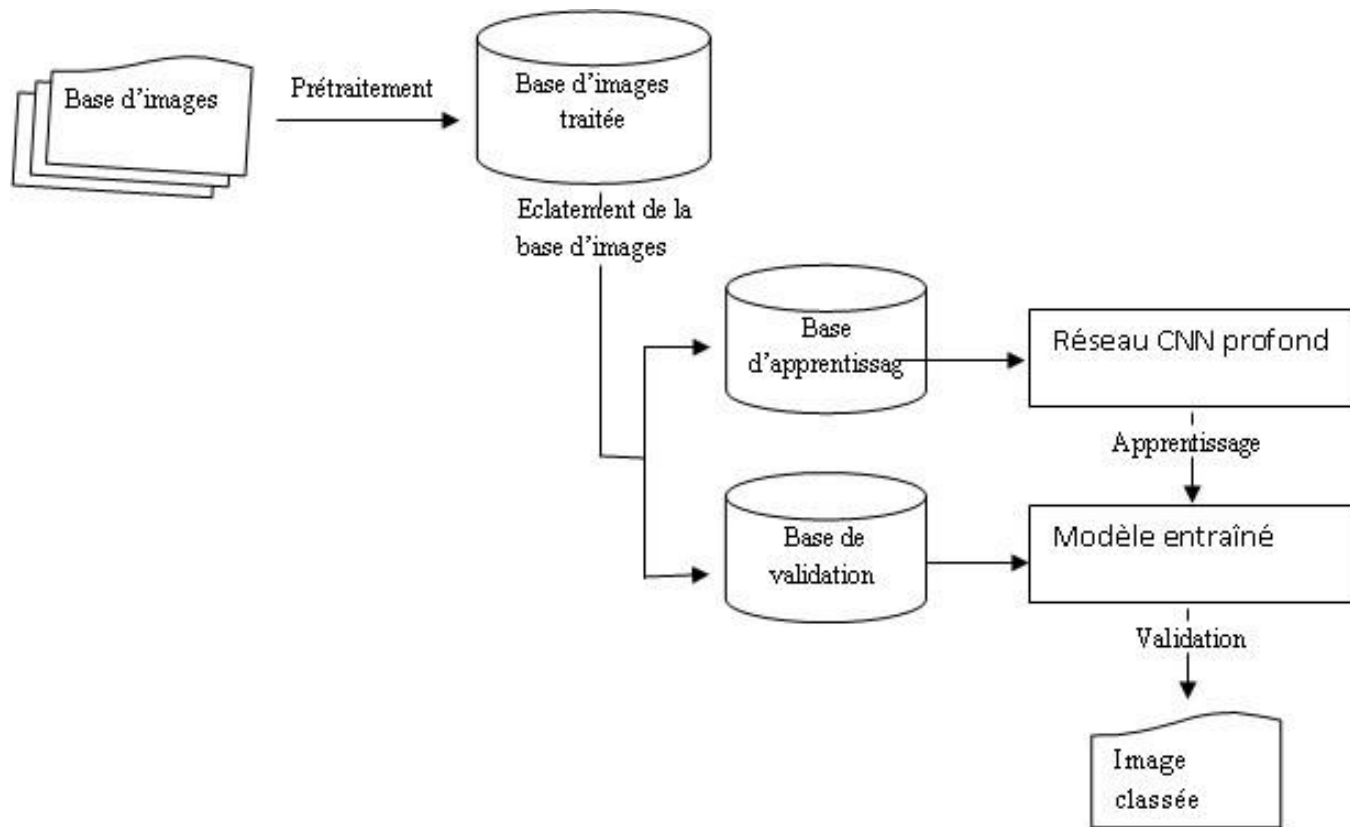 Base d'images
Prétraitement
Base d'images
traitée
Eclatement de la
base d'images
Base
d'apprentissag
Réseau CNN profond
Apprentissage
Base de
validation
Modèle entraîné
Validation
Image
classée